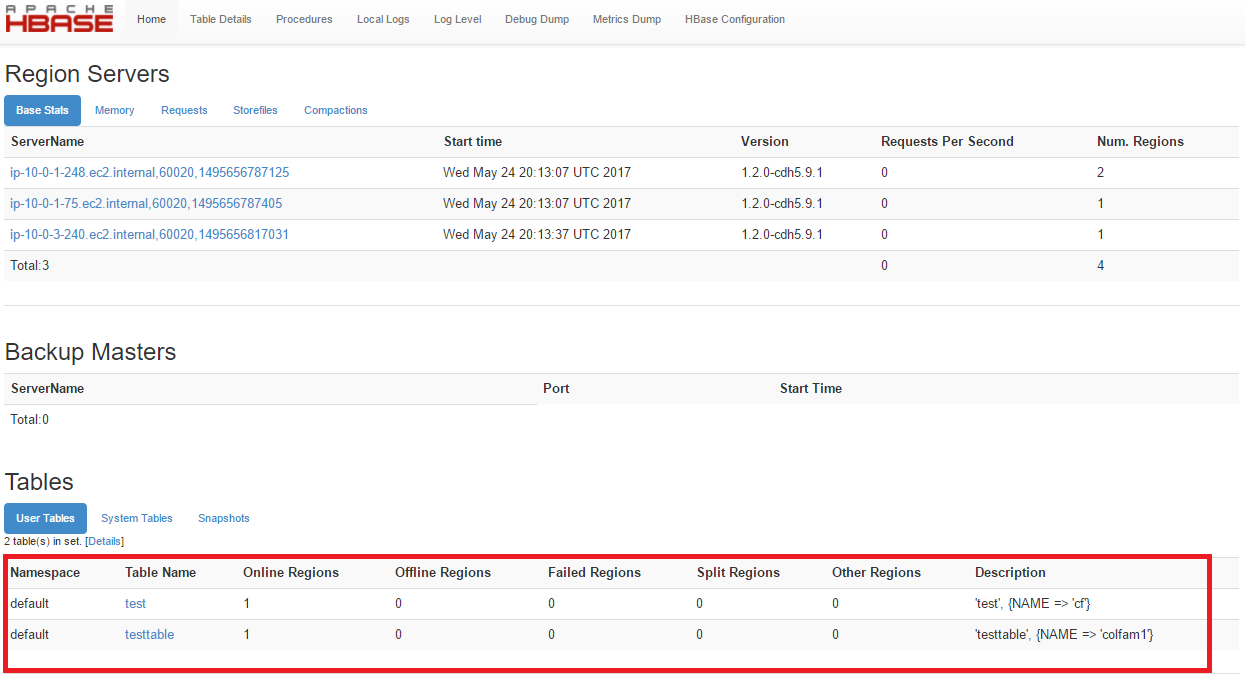 APACHE
HBASE Home Table Details Procedures Local Logs Log Level Debug Dump Metrics Dump HBase Configuration
Region Servers
Base Stats Memory Requests Storefiles Compactions
ServerName Start time Version Requests Per Second Num. Regions
ip-10-0-1-248.ec2.internal,60020,1495656787125 Wed May 24 20:13:07 UTC 2017 1.2.0-cdh5.9.1 0 2
ip-10-0-1-75.ec2.internal,60020,1495656787405 Wed May 24 20:13:07 UTC 2017 1.2.0-cdh5.9.1 0 1
ip-10-0-3-240.ec2.internal,60020,1495656817031 Wed May 24 20:13:37 UTC 2017 1.2.0-cdh5.9.1 0 1
Total:3 0 4
Backup Masters
ServerName Port Start Time
Total:0
Tables
User Tables System Tables Snapshots
2 table(s) in set. [Details]
Namespace Table Name Online Regions Offline Regions Failed Regions Split Regions Other Regions Description
default test 1 0 0 0 0 'test', {NAME => 'cf'}
default testtable 1 0 0 0 0 'testtable', {NAME => 'colfam1'}